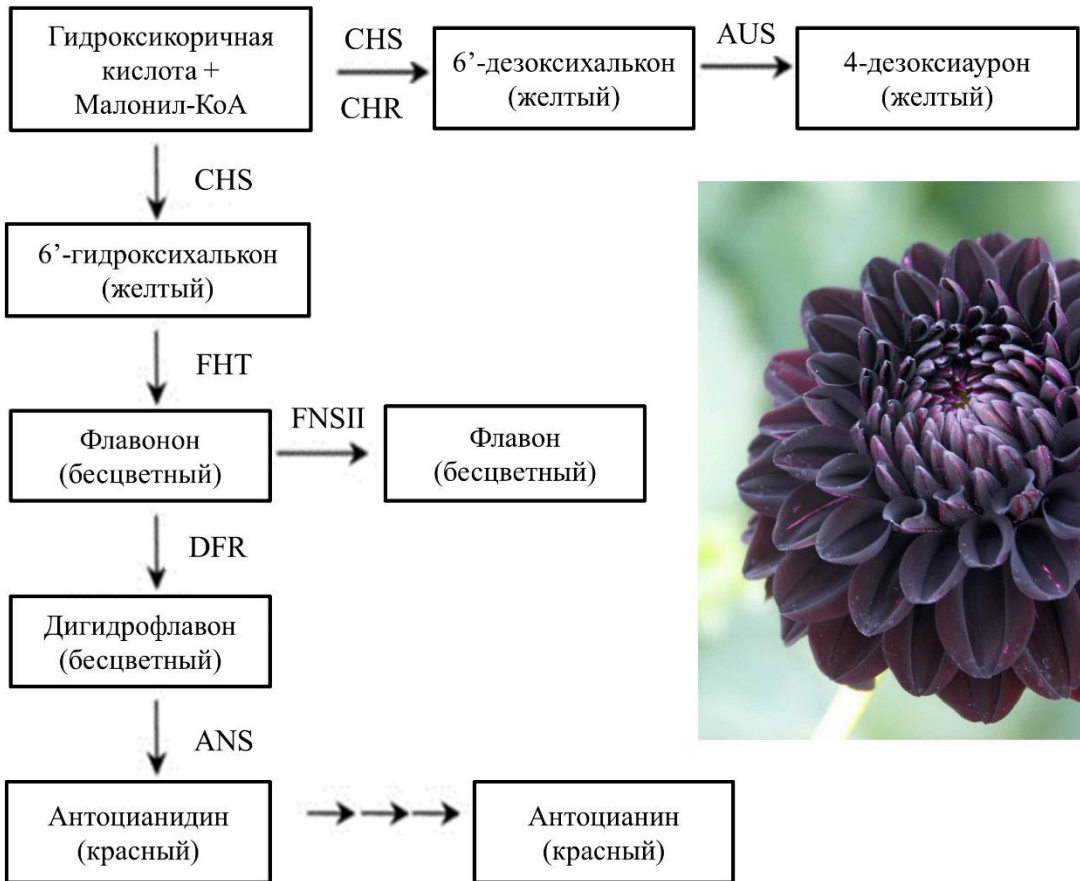 Гидроксикоричная
кислота +
Малонил-КоА
CHS
CHR
6’-дезоксихалькон
(желтый)
AUS
4-дезоксиаурон
(желтый)
CHS
6’-гидроксихалькон
(желтый)
FHT
Флавонон
(бесцветный)
FNSII
Флавон
(бесцветный)
DFR
Дигидрофлавон
(бесцветный)
ANS
Антоцианидин
(красный)
Антоцианин
(красный)